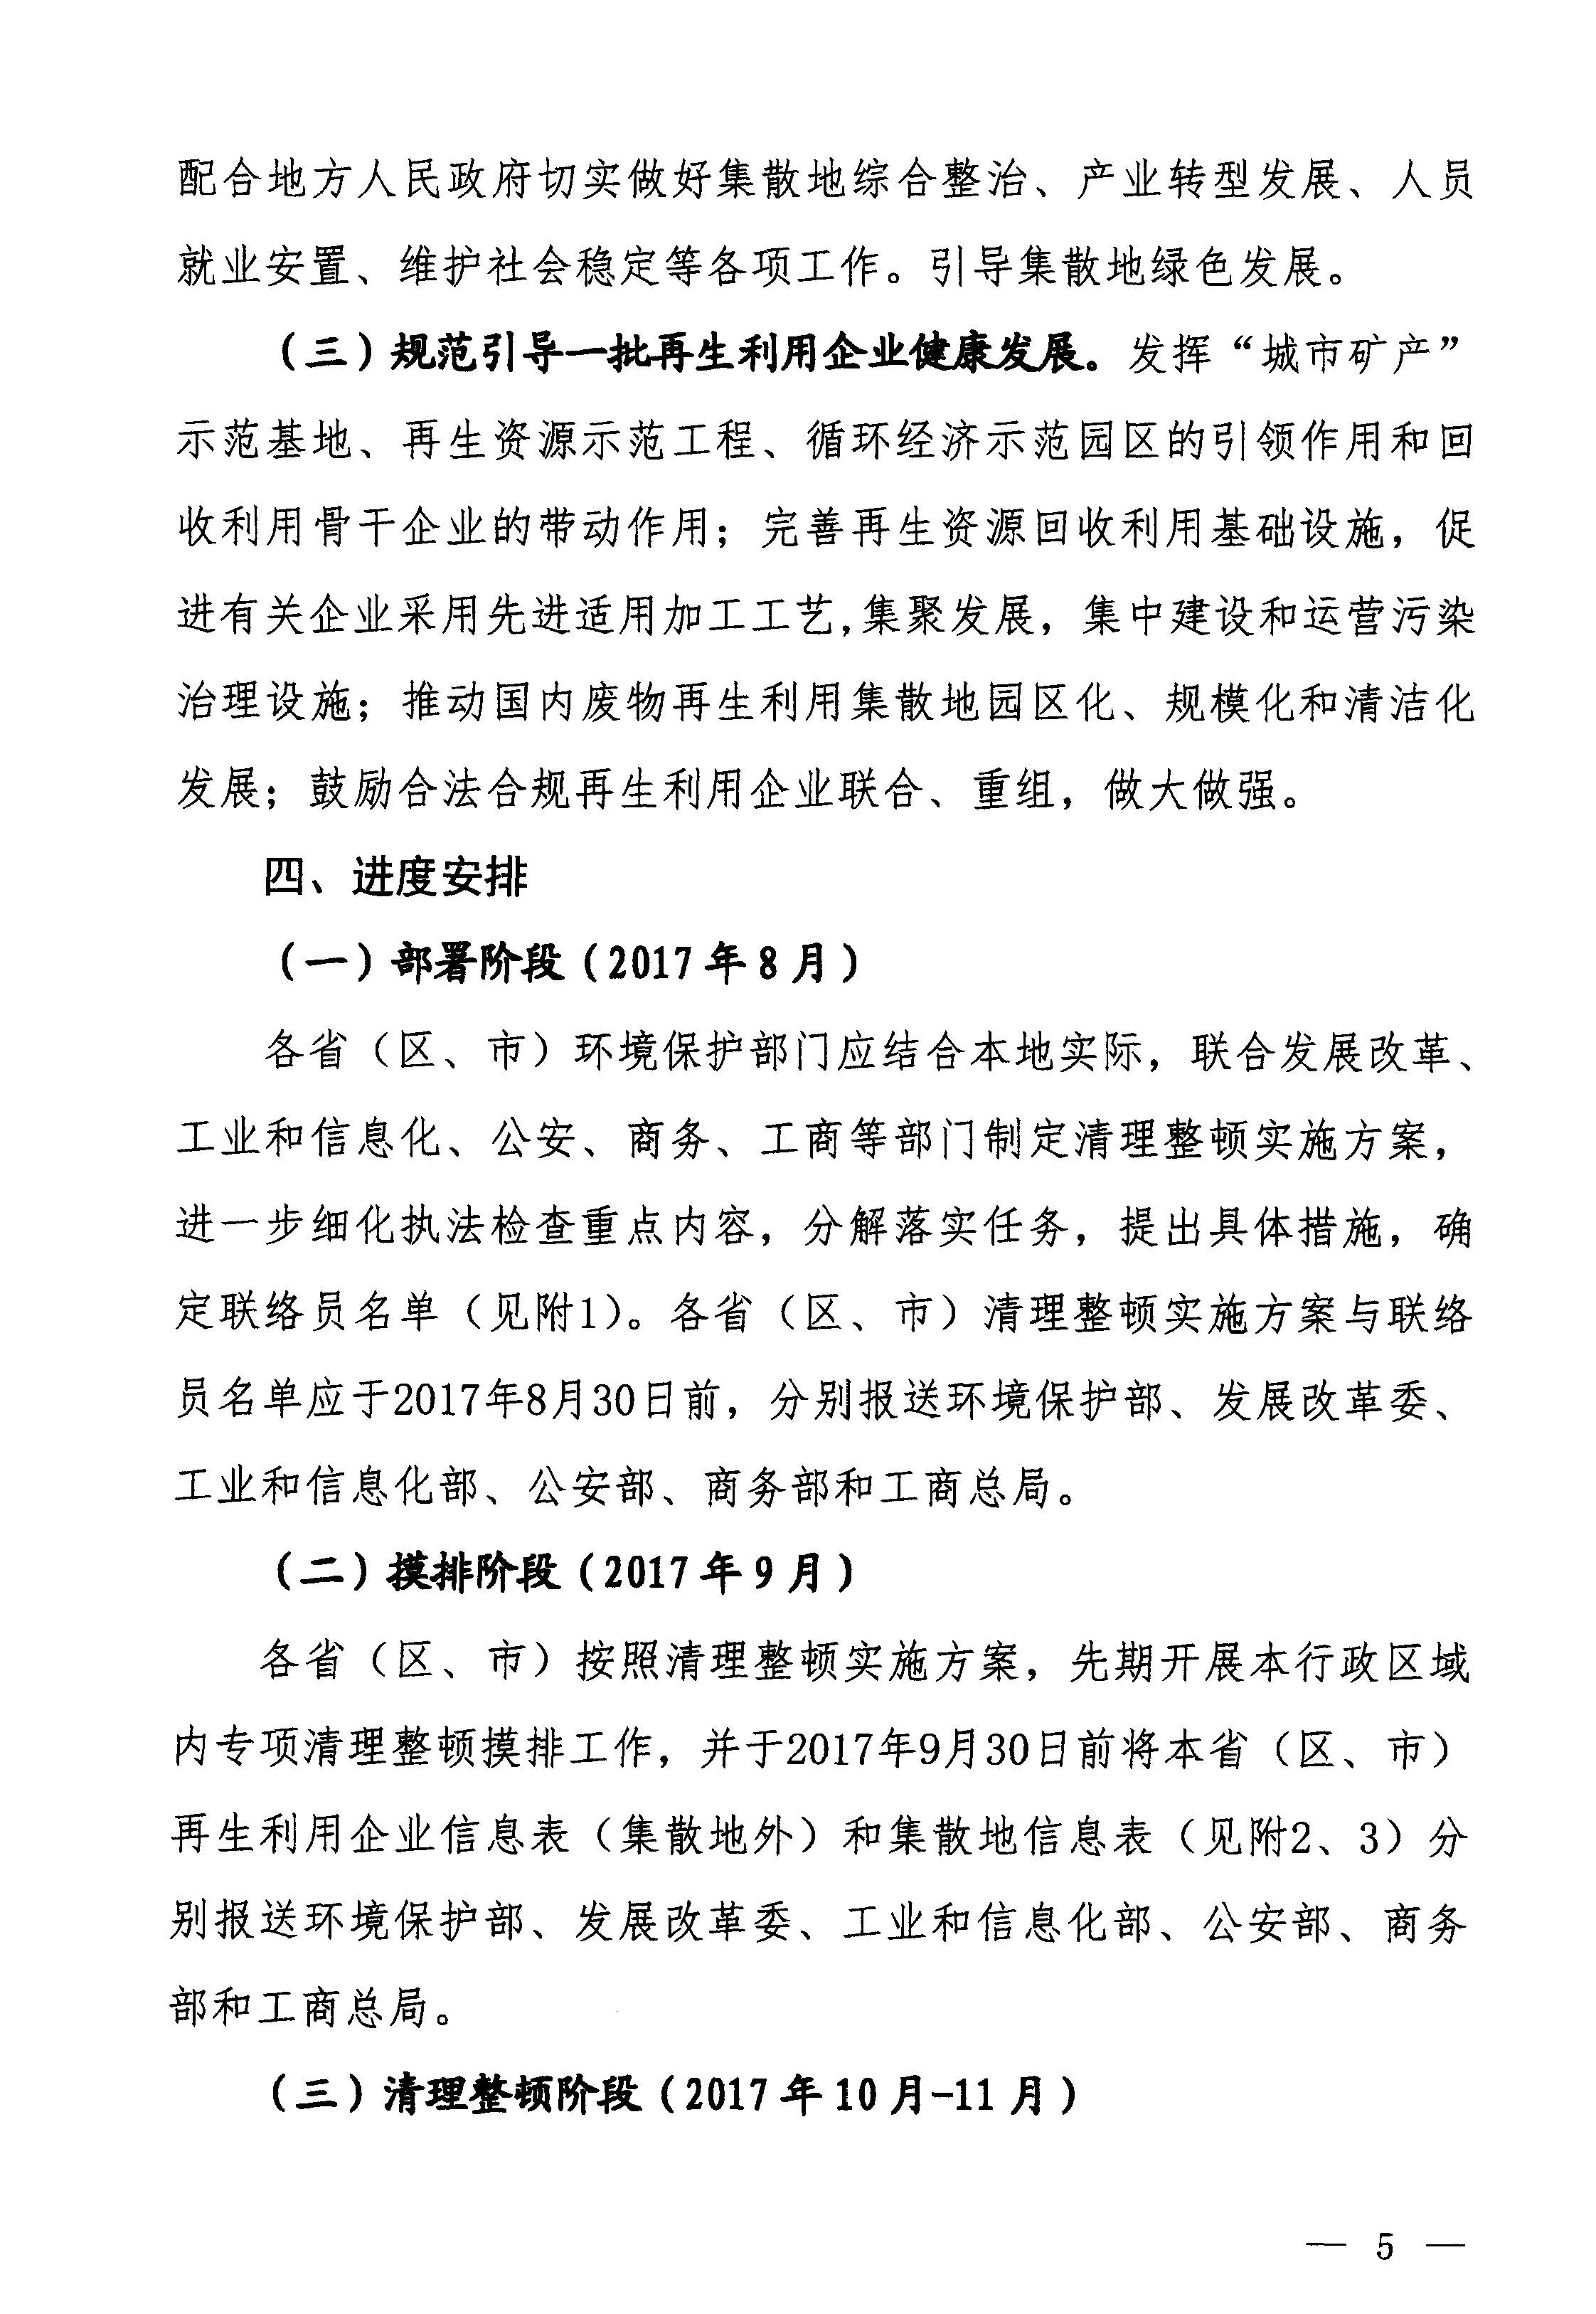 配合地方人民政府切实做好集散地综合整治、产业转型发展、人员
就业安置、维护社会稳定等各项工作。引导集散地绿色发展。
（三）规范引导一批再生利用企业健康发展。发挥“城市矿产”
示范基地、再生资源示范工程、循环经济示范园区的引领作用和回
收利用骨干企业的带动作用；完善再生资源回收利用基础设施，促
进有关企业采用先进适用加工工艺,集聚发展，集中建设和运营污染
治理设施；推动国内废物再生利用集散地园区化、规模化和清洁化
发展；鼓励合法合规再生利用企业联合、重组，做大做强。
四、进度安排
（一）部署阶段（2017 年 8 月）
各省（区、市）环境保护部门应结合本地实际，联合发展改革、
工业和信息化、公安、商务、工商等部门制定清理整顿实施方案，
进一步细化执法检查重点内容，分解落实任务，提出具体措施，确
定联络员名单（见附1）。各省（区、市）清理整顿实施方案与联络
员名单应于2017年8月30日前，分别报送环境保护部、发展改革委、
工业和信息化部、公安部、商务部和工商总局。
（二）摸排阶段（2017 年 9 月）
各省（区、市）按照清理整顿实施方案，先期开展本行政区域
内专项清理整顿摸排工作，并于2017年9月30日前将本省（区、市）
再生利用企业信息表（集散地外）和集散地信息表（见附2、3）分
别报送环境保护部、发展改革委、工业和信息化部、公安部、商务
部和工商总局。
（三）清理整顿阶段（2017 年 10 月-11 月）
— 5 —